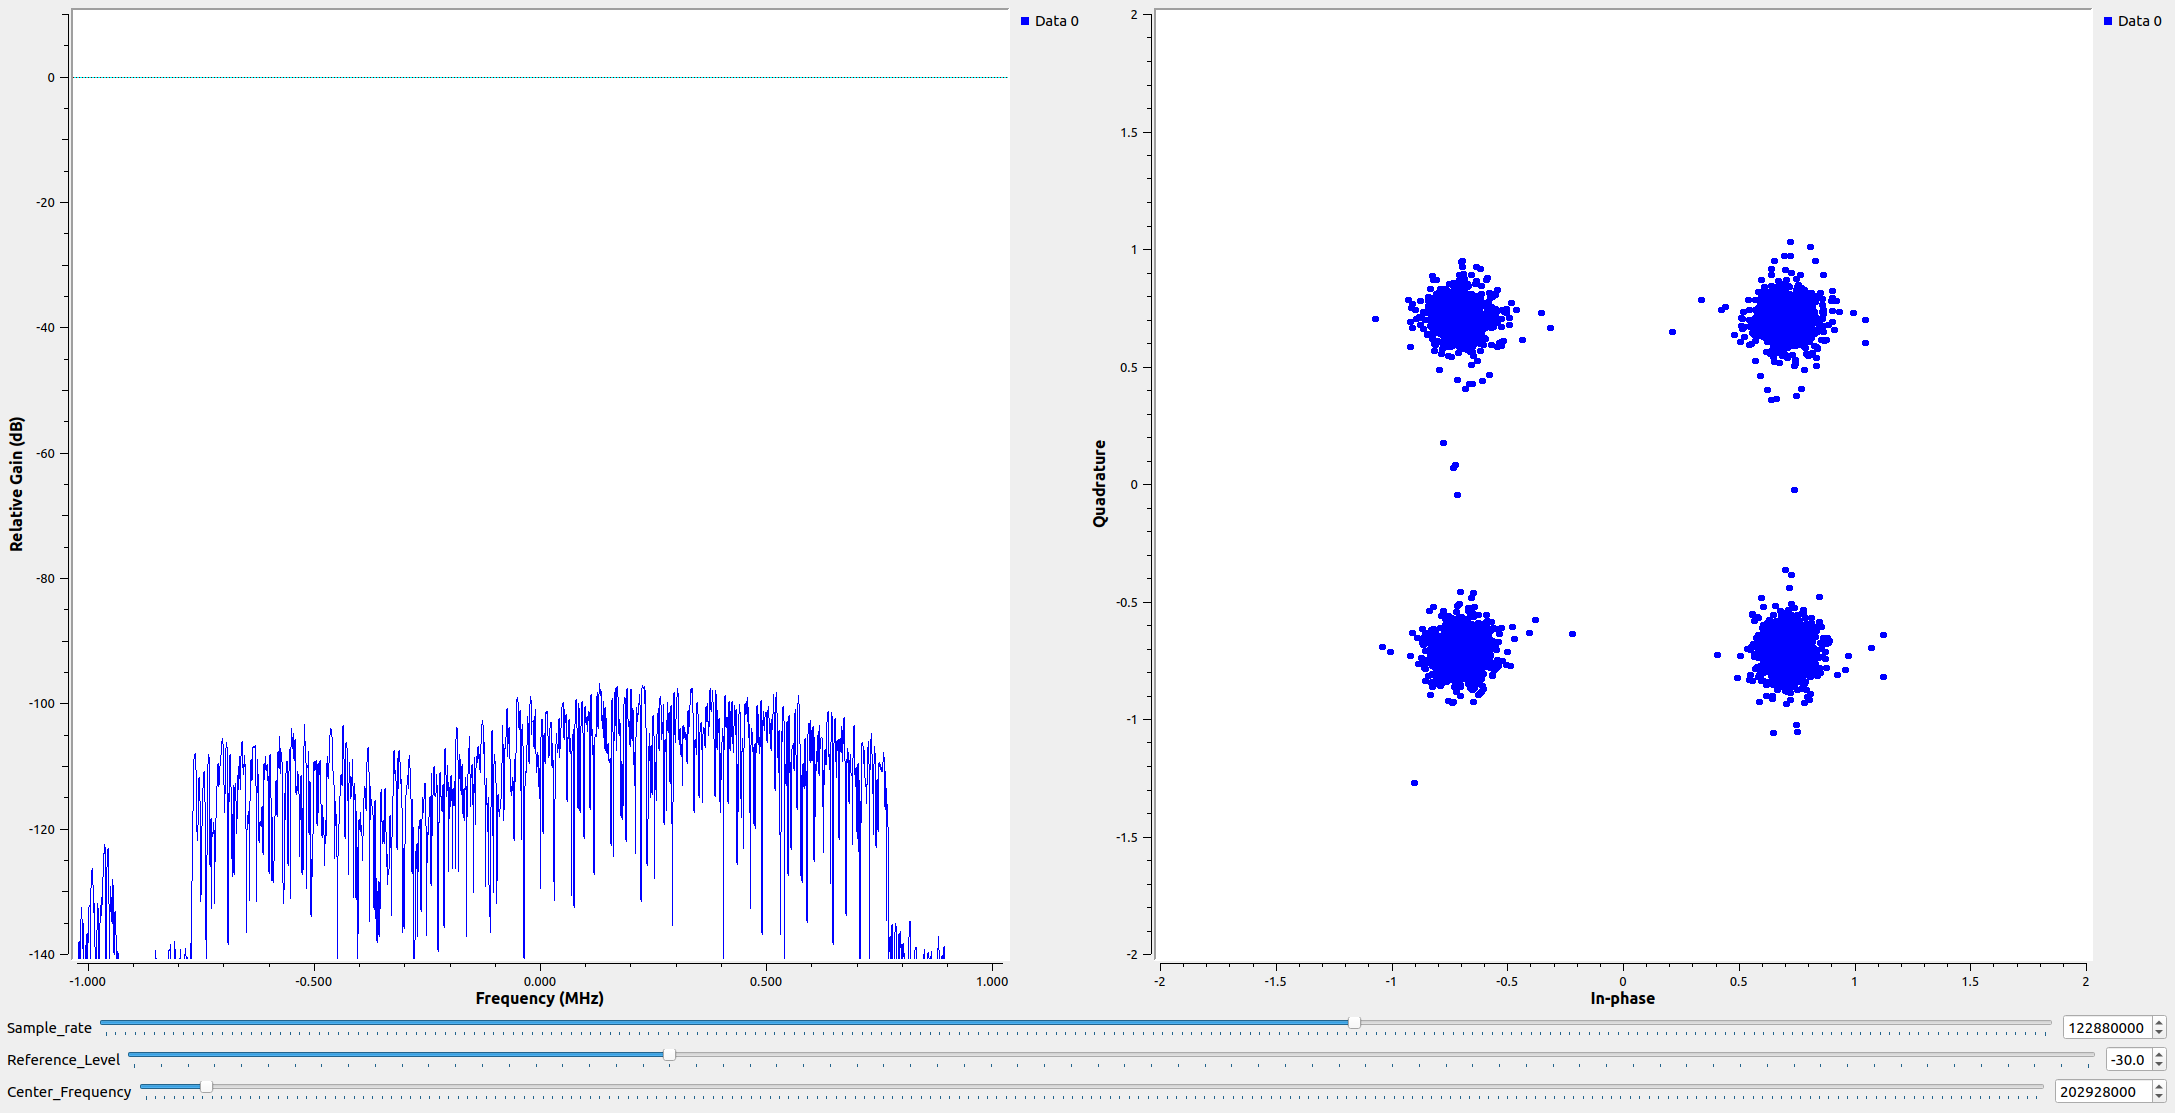 Data 0
0
-20
-40
-60
-80
-100
-120
-140
Relative Gain (dB)
-1.000 -0.500 0.000 0.500 1.000
Frequency (MHz)
Data 0
2
1.5
1
0.5
0
-0.5
-1
-1.5
-2
Quadrature
-2 -1.5 -1 -0.5 0 0.5 1 1.5 2
In-phase
Sample_rate 122880000
Reference_Level -30.0
Center_Frequency 202928000